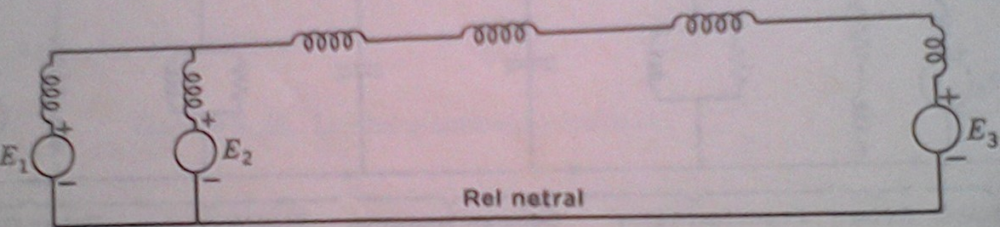 E₁
+
−
+
E₂
−
+
E₃
−
Rel netral